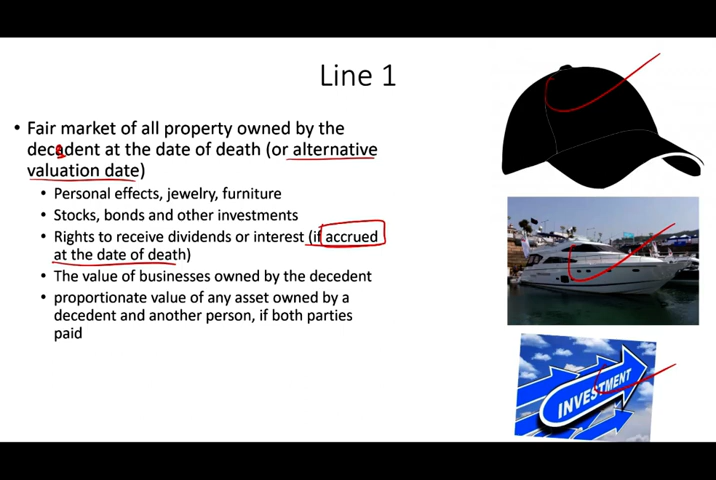 Line 1
• Fair market of all property owned by the
decedent at the date of death (or alternative
valuation date)
• Personal effects, jewelry, furniture
• Stocks, bonds and other investments
• Rights to receive dividends or interest (if accrued
at the date of death)
• The value of businesses owned by the decedent
• proportionate value of any asset owned by a
decedent and another person, if both parties
paid
INVESTMENT